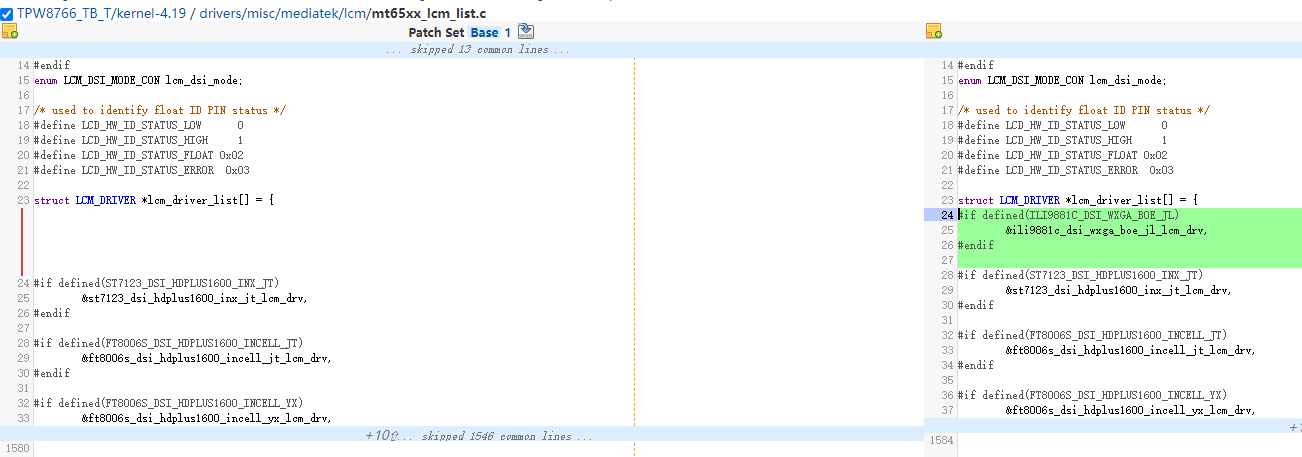 TPW8766_TB_T/kernel-4.19 / drivers/misc/mediatek/lcm/mt65xx_lcm_list.c
Patch Set Base 1
... skipped 13 common lines ...
14 #endif
15 enum LCM_DSI_MODE_CON lcm_dsi_mode;
16
17 /* used to identify float ID PIN status */
18 #define LCD_HW_ID_STATUS_LOW      0
19 #define LCD_HW_ID_STATUS_HIGH     1
20 #define LCD_HW_ID_STATUS_FLOAT 0x02
21 #define LCD_HW_ID_STATUS_ERROR  0x03
22
23 struct LCM_DRIVER *lcm_driver_list[] = {
24 #if defined(ST7123_DSI_HDPLUS1600_INX_JT)
25        &st7123_dsi_hdplus1600_inx_jt_lcm_drv,
26 #endif
27
28 #if defined(FT8006S_DSI_HDPLUS1600_INCELL_JT)
29        &ft8006s_dsi_hdplus1600_incell_jt_lcm_drv,
30 #endif
31
32 #if defined(FT8006S_DSI_HDPLUS1600_INCELL_YX)
33        &ft8006s_dsi_hdplus1600_incell_yx_lcm_drv,
+10⇧... skipped 1546 common lines ...
1580
14 #endif
15 enum LCM_DSI_MODE_CON lcm_dsi_mode;
16
17 /* used to identify float ID PIN status */
18 #define LCD_HW_ID_STATUS_LOW      0
19 #define LCD_HW_ID_STATUS_HIGH     1
20 #define LCD_HW_ID_STATUS_FLOAT 0x02
21 #define LCD_HW_ID_STATUS_ERROR  0x03
22
23 struct LCM_DRIVER *lcm_driver_list[] = {
24 #if defined(ILI9881C_DSI_WXGA_BOE_JL)
25        &ili9881c_dsi_wxga_boe_jl_lcm_drv,
26 #endif
27
28 #if defined(ST7123_DSI_HDPLUS1600_INX_JT)
29        &st7123_dsi_hdplus1600_inx_jt_lcm_drv,
30 #endif
31
32 #if defined(FT8006S_DSI_HDPLUS1600_INCELL_JT)
33        &ft8006s_dsi_hdplus1600_incell_jt_lcm_drv,
34 #endif
35
36 #if defined(FT8006S_DSI_HDPLUS1600_INCELL_YX)
37        &ft8006s_dsi_hdplus1600_incell_yx_lcm_drv,
1584